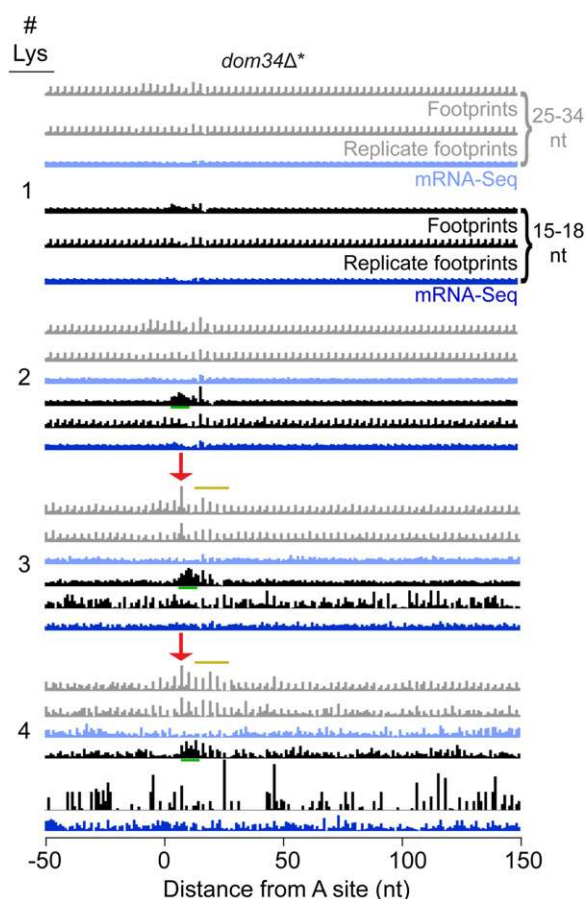 #
Lys
dom34Δ*
Footprints
Replicate footprints
mRNA-Seq
25-34
nt
1
Footprints
Replicate footprints
mRNA-Seq
15-18
nt
2
3
4
-50 0 50 100 150
Distance from A site (nt)